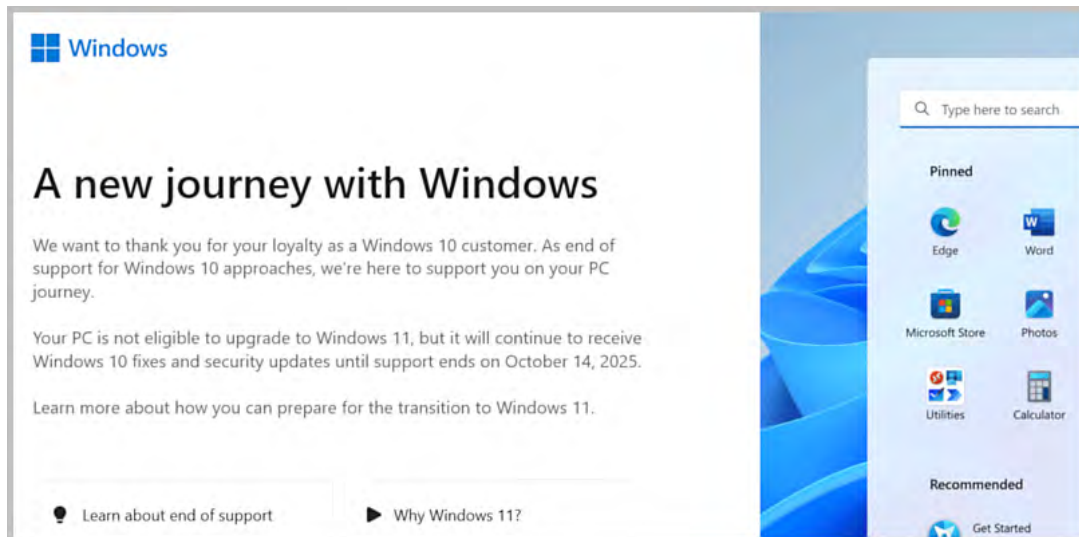 Windows
A new journey with Windows
We want to thank you for your loyalty as a Windows 10 customer. As end of
support for Windows 10 approaches, we're here to support you on your PC
journey.
Your PC is not eligible to upgrade to Windows 11, but it will continue to receive
Windows 10 fixes and security updates until support ends on October 14, 2025.
Learn more about how you can prepare for the transition to Windows 11.
Learn about end of support
Why Windows 11?
Type here to search
Pinned
Edge
Word
Microsoft Store
Photos
Utilities
Calculator
Recommended
Get Started